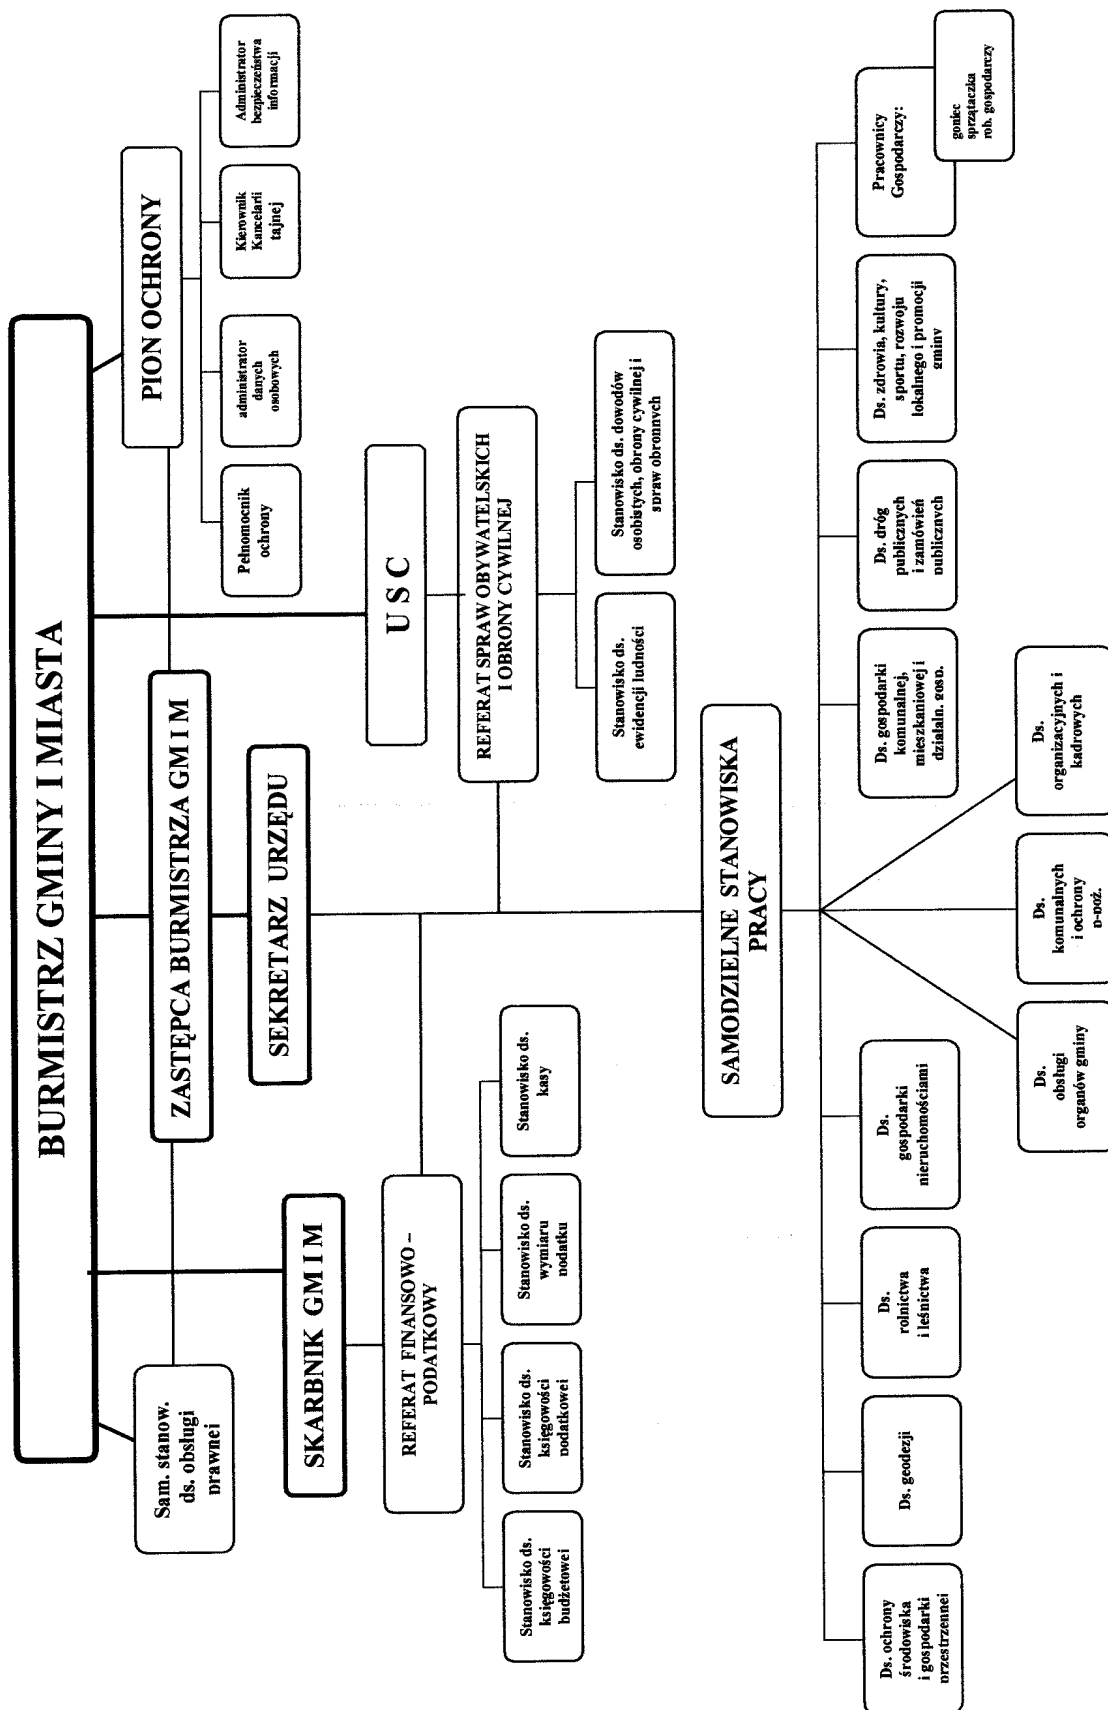 BURMISTRZ GMINY I MIASTA
Sam. stanow.
ds. obsługi
prawnej
ZASTĘPCA BURMISTRZA GM I M
PION OCHRONY
Pełnomocnik
ochrony
administrator
danych
osobowych
Kierownik
Kancelarii
tajnej
Administrator
bezpieczeństwa
informacji
SKARBNIK GM I M
SEKRETARZ URZĘDU
U S C
REFERAT FINANSOWO –
PODATKOWY
REFERAT SPRAW OBYWATELSKICH
I OBRONY CYWILNEJ
Stanowisko ds.
księgowości
budżetowej
Stanowisko ds.
księgowości
podatkowej
Stanowisko ds.
wymiaru
podatku
Stanowisko ds.
kasy
Stanowisko ds.
ewidencji ludności
Stanowisko ds. dowodów
osobistych, obrony cywilnej i
spraw obronnych
SAMODZIELNE STANOWISKA
PRACY
Ds. ochrony
środowiska
i gospodarki
przestrzennej
Ds. geodezji
Ds.
rolnictwa
i leśnictwa
Ds.
gospodarki
nieruchomościami
Ds. gospodarki
komunalnej,
mieszkaniowej i
działaln. gosp.
Ds. dróg
publicznych
i zamówień
publicznych
Ds. zdrowia, kultury,
sportu, rozwoju
lokalnego i promocji
gminy
Pracownicy
Gospodarczy:
goniec
sprzątaczka
rob. gospodarczy
Ds.
obsługi
organów gminy
Ds.
komunalnych
i ochrony
p-poż.
Ds.
organizacyjnych i
kadrowych